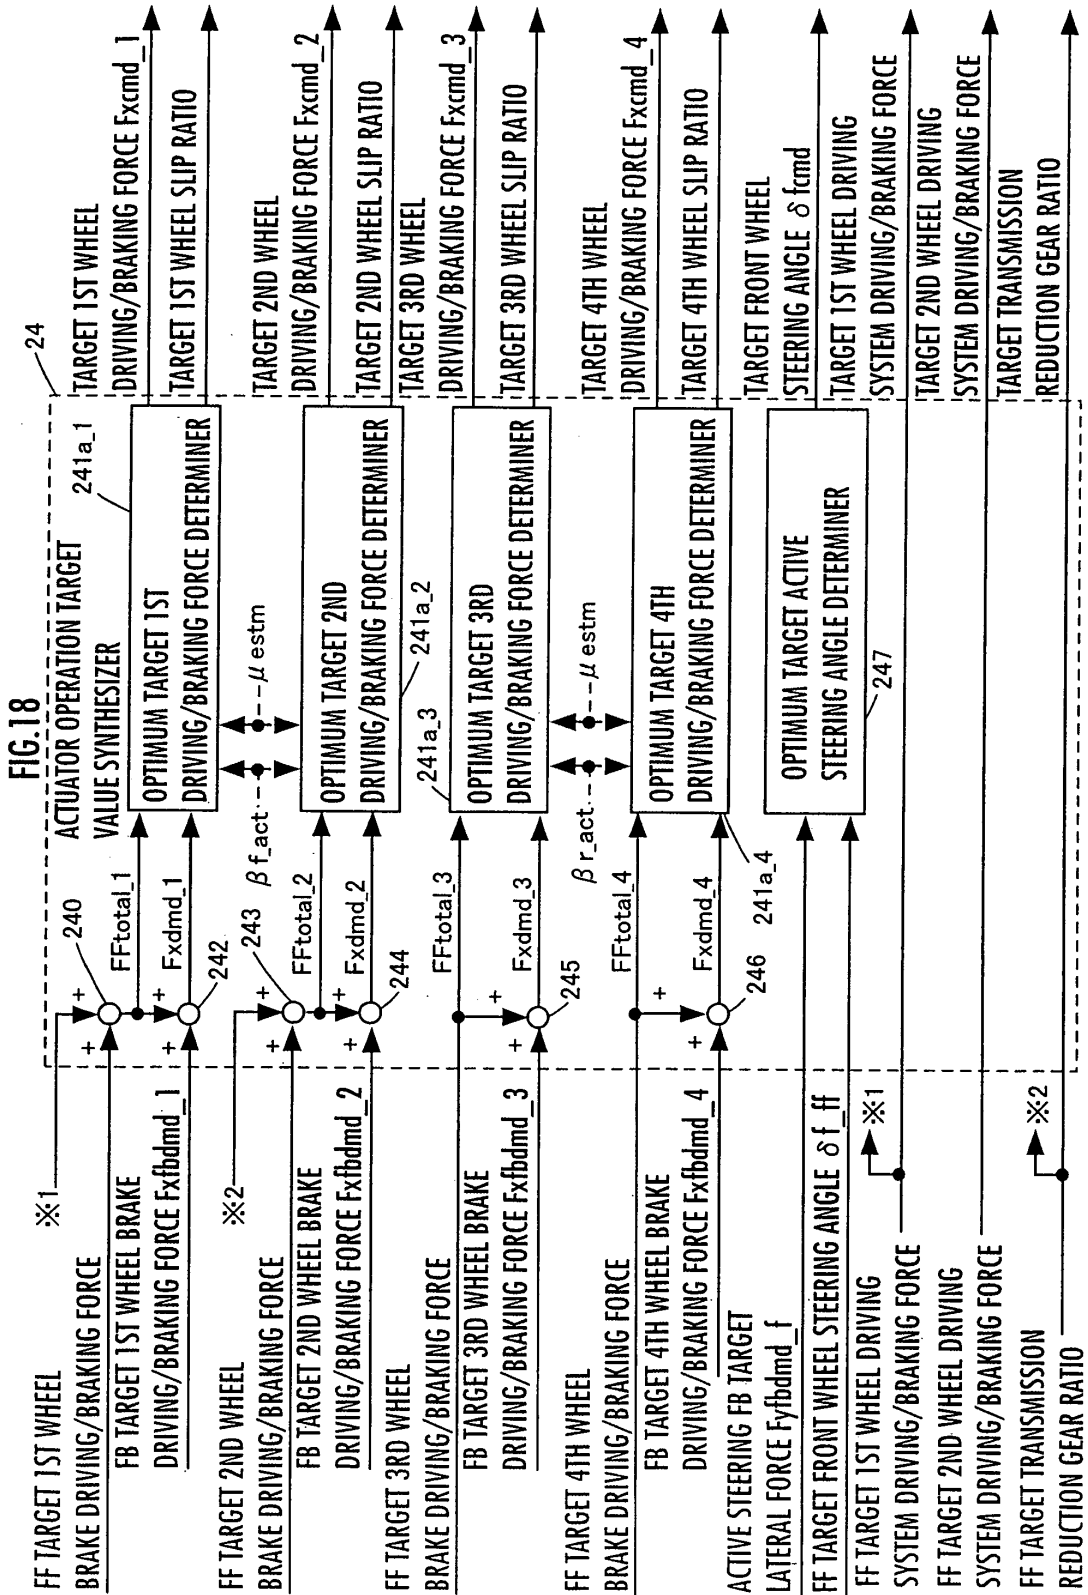 FIG.18
24
ACTUATOR OPERATION TARGET
VALUE SYNTHESIZER
FF TARGET 1ST WHEEL
BRAKE DRIVING/BRAKING FORCE
※1
FB TARGET 1ST WHEEL BRAKE
DRIVING/BRAKING FORCE Fxfbdmd_1
+
+
240
+
+
242
FFtotal_1
Fxdmd_1
241a_1
OPTIMUM TARGET 1ST
DRIVING/BRAKING FORCE DETERMINER
TARGET 1ST WHEEL
DRIVING/BRAKING FORCE Fxcmd_1
TARGET 1ST WHEEL SLIP RATIO
βf_act
μestm
FF TARGET 2ND WHEEL
BRAKE DRIVING/BRAKING FORCE
※2
FB TARGET 2ND WHEEL BRAKE
DRIVING/BRAKING FORCE Fxfbdmd_2
+
+
243
+
+
244
FFtotal_2
Fxdmd_2
OPTIMUM TARGET 2ND
DRIVING/BRAKING FORCE DETERMINER
241a_2
TARGET 2ND WHEEL
DRIVING/BRAKING FORCE Fxcmd_2
TARGET 2ND WHEEL SLIP RATIO
FF TARGET 3RD WHEEL
BRAKE DRIVING/BRAKING FORCE
FB TARGET 3RD WHEEL BRAKE
DRIVING/BRAKING FORCE Fxfbdmd_3
+
+
245
FFtotal_3
Fxdmd_3
241a_3
OPTIMUM TARGET 3RD
DRIVING/BRAKING FORCE DETERMINER
TARGET 3RD WHEEL
DRIVING/BRAKING FORCE Fxcmd_3
TARGET 3RD WHEEL SLIP RATIO
βr_act
μestm
FF TARGET 4TH WHEEL
BRAKE DRIVING/BRAKING FORCE
FB TARGET 4TH WHEEL BRAKE
DRIVING/BRAKING FORCE Fxfbdmd_4
+
+
246
FFtotal_4
Fxdmd_4
241a_4
OPTIMUM TARGET 4TH
DRIVING/BRAKING FORCE DETERMINER
TARGET 4TH WHEEL
DRIVING/BRAKING FORCE Fxcmd_4
TARGET 4TH WHEEL SLIP RATIO
ACTIVE STEERING FB TARGET
LATERAL FORCE Fyfbdmd_f
FF TARGET FRONT WHEEL STEERING ANGLE δf_ff
OPTIMUM TARGET ACTIVE
STEERING ANGLE DETERMINER
247
TARGET FRONT WHEEL
STEERING ANGLE δfcmd
FF TARGET 1ST WHEEL DRIVING
SYSTEM DRIVING/BRAKING FORCE
※1
TARGET 1ST WHEEL DRIVING
SYSTEM DRIVING/BRAKING FORCE
FF TARGET 2ND WHEEL DRIVING
SYSTEM DRIVING/BRAKING FORCE
TARGET 2ND WHEEL DRIVING
SYSTEM DRIVING/BRAKING FORCE
FF TARGET TRANSMISSION
REDUCTION GEAR RATIO
※2
TARGET TRANSMISSION
REDUCTION GEAR RATIO